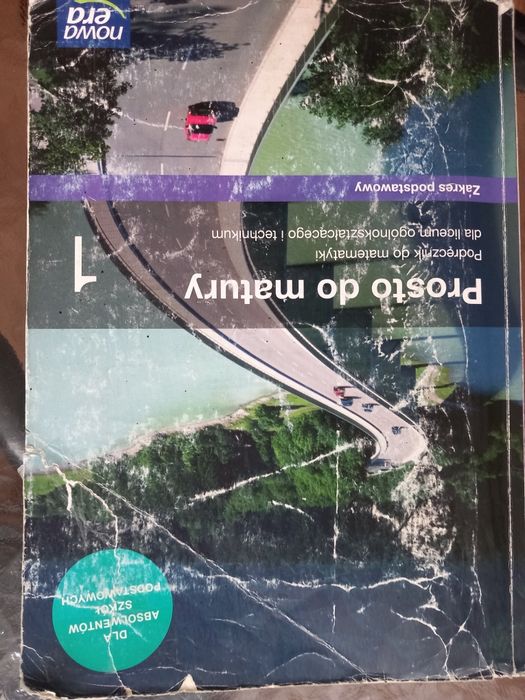 DLA
ABSOLWENTÓW
SZKÓŁ
PODSTAWOWYCH
Prosto do matury
1
Podręcznik do matematyki
dla liceum ogólnokształcącego i technikum
Zakres podstawowy
nowa
era